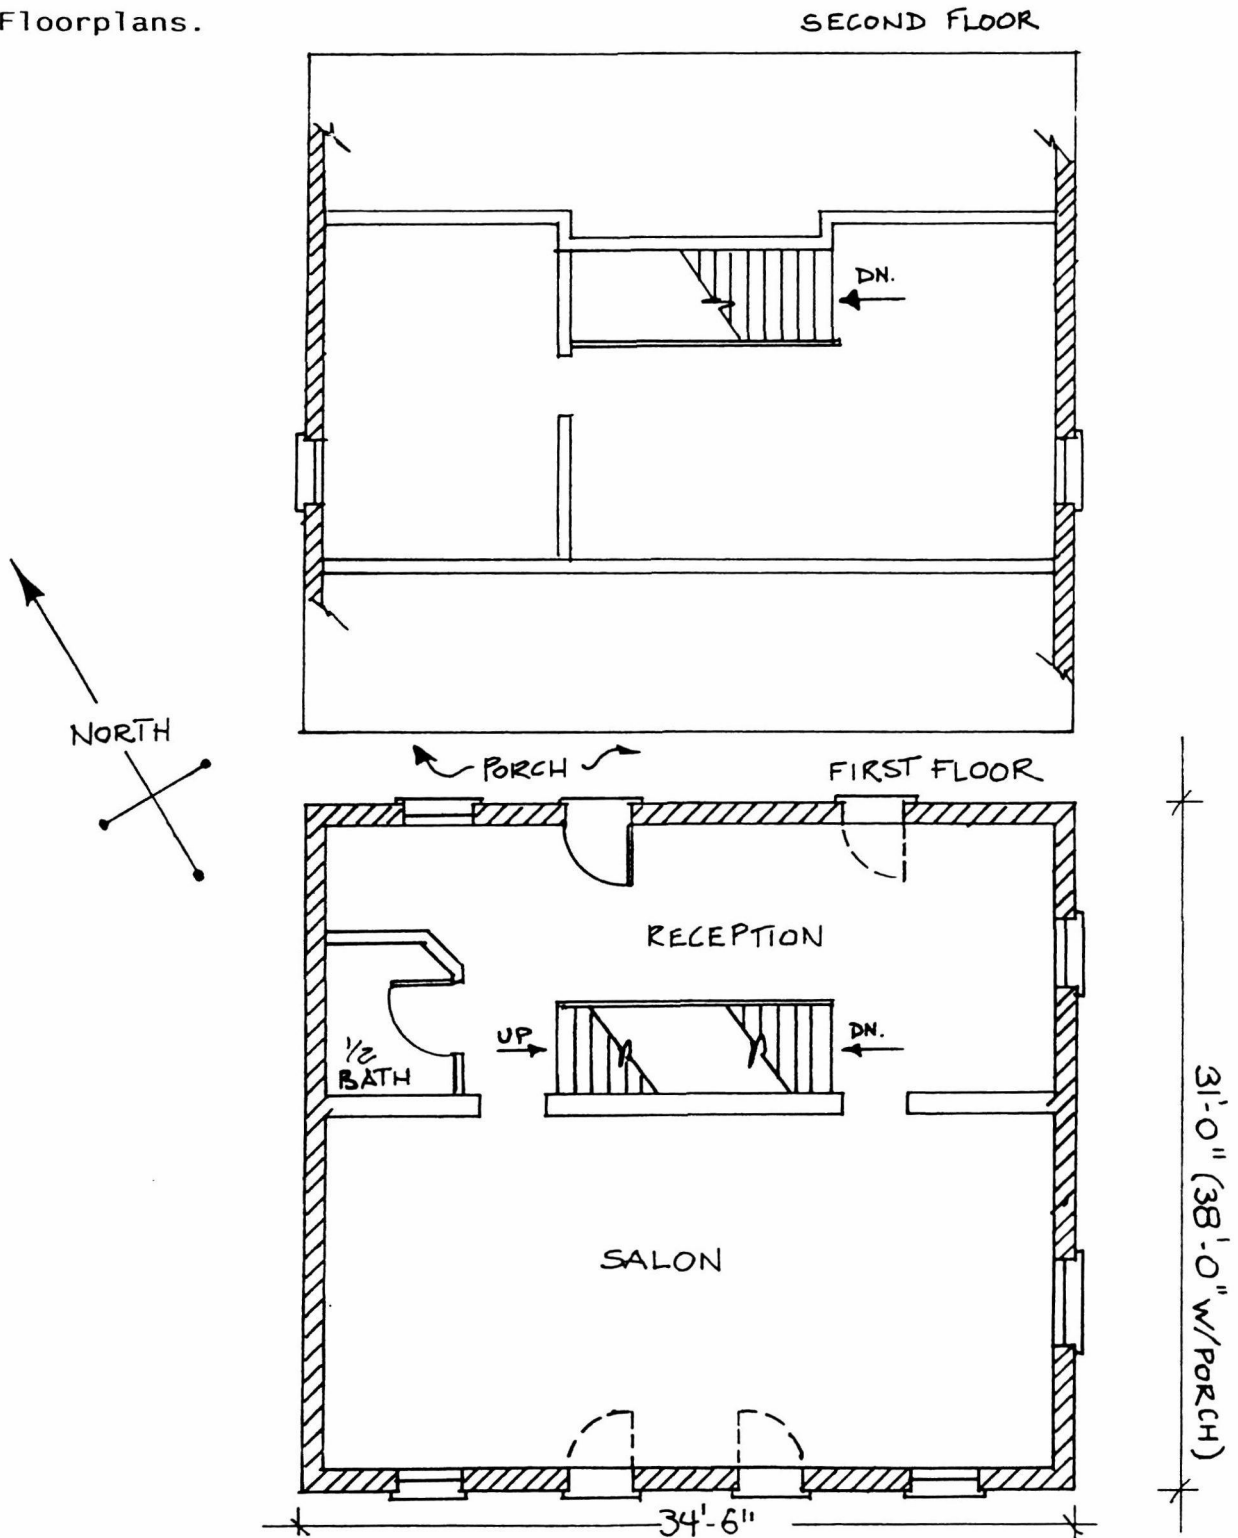 Floorplans.
SECOND FLOOR
DN.
NORTH
PORCH
FIRST FLOOR
RECEPTION
UP
DN.
1/2
BATH
SALON
31'-0" (38'-0" W/PORCH)
34'-6"